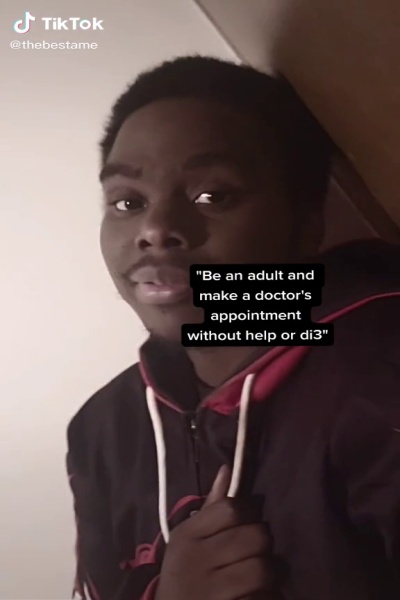 TikTok
@thebestame
"Be an adult and
make a doctor's
appointment
without help or di3"